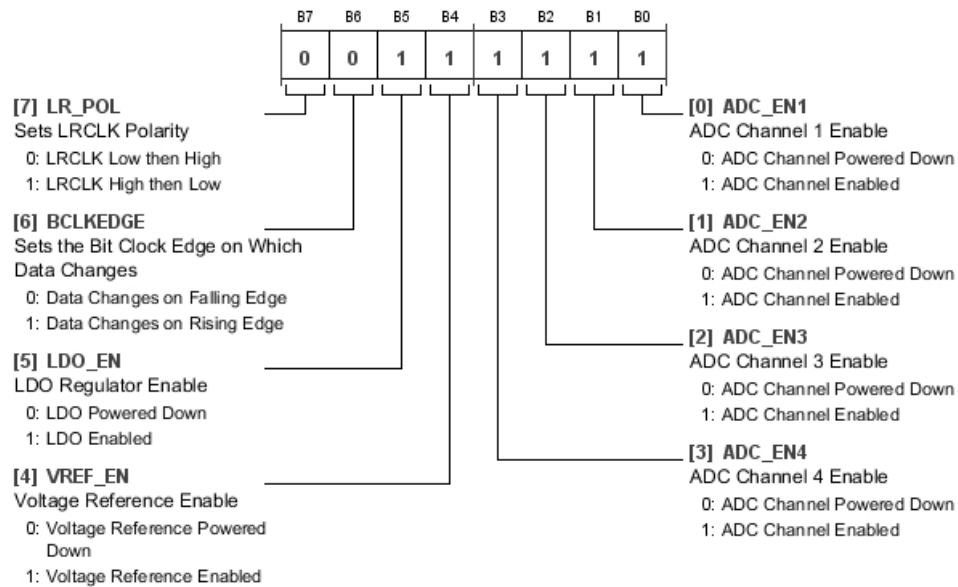 B7 B6 B5 B4 B3 B2 B1 B0
0 0 1 1 1 1 1 1
[7] LR_POL
Sets LRCLK Polarity
0: LRCLK Low then High
1: LRCLK High then Low
[6] BCLKEDGE
Sets the Bit Clock Edge on Which
Data Changes
0: Data Changes on Falling Edge
1: Data Changes on Rising Edge
[5] LDO_EN
LDO Regulator Enable
0: LDO Powered Down
1: LDO Enabled
[4] VREF_EN
Voltage Reference Enable
0: Voltage Reference Powered
Down
1: Voltage Reference Enabled
[0] ADC_EN1
ADC Channel 1 Enable
0: ADC Channel Powered Down
1: ADC Channel Enabled
[1] ADC_EN2
ADC Channel 2 Enable
0: ADC Channel Powered Down
1: ADC Channel Enabled
[2] ADC_EN3
ADC Channel 3 Enable
0: ADC Channel Powered Down
1: ADC Channel Enabled
[3] ADC_EN4
ADC Channel 4 Enable
0: ADC Channel Powered Down
1: ADC Channel Enabled